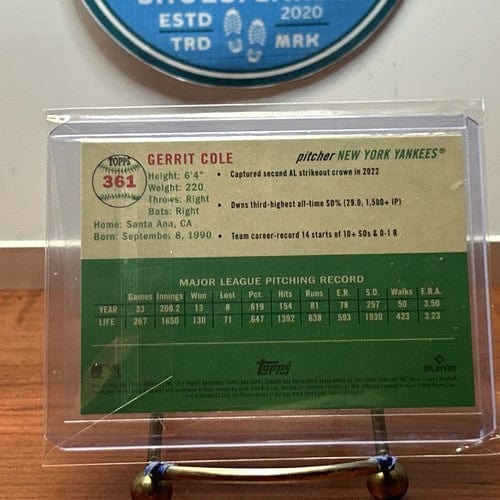 ESTD 2020
TRD MRK
TOPPS
361
GERRIT COLE
pitcher NEW YORK YANKEES®
Height: 6'4"
Weight: 220
Throws: Right
Bats: Right
Home: Santa Ana, CA
Born: September 8, 1990
• Captured second AL strikeout crown in 2022
• Owns third-highest all-time SO% (29.0; 1,500+ IP)
• Team career-record 14 starts of 10+ SOs & 0-1 R
MAJOR LEAGUE PITCHING RECORD
Games Innings Won Lost Pct. Hits Runs E.R. S.O. Walks E.R.A.
YEAR 33 200.2 13 8 .619 154 81 78 257 50 3.50
LIFE 267 1650 130 71 .647 1392 638 593 1930 423 3.23
Topps
PLAYERS